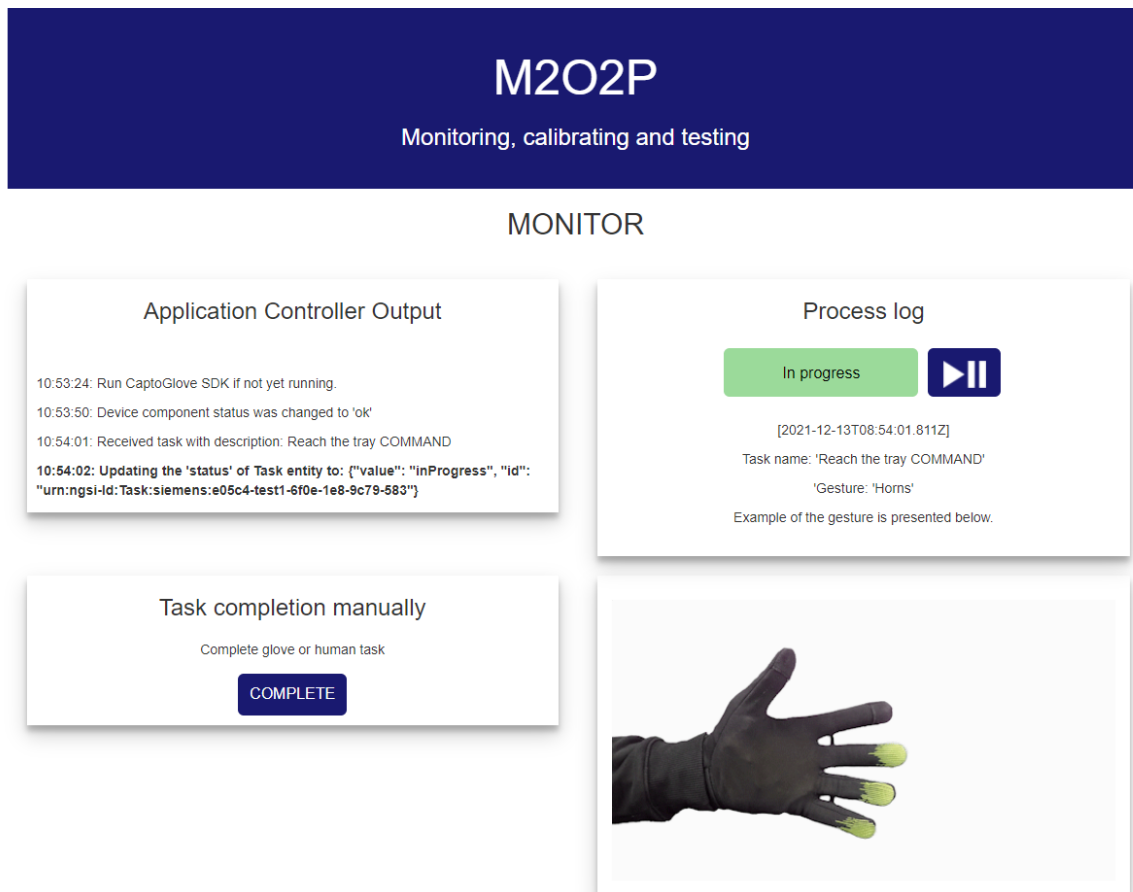 M2O2P
Monitoring, calibrating and testing
MONITOR
Application Controller Output
10:53:24: Run CaptoGlove SDK if not yet running.
10:53:50: Device component status was changed to 'ok'
10:54:01: Received task with description: Reach the tray COMMAND
10:54:02: Updating the 'status' of Task entity to: {"value": "inProgress", "id":
"urn:ngsi-ld:Task:siemens:e05c4-test1-6f0e-1e8-9c79-583"}
Process log
In progress
[2021-12-13T08:54:01.811Z]
Task name: 'Reach the tray COMMAND'
'Gesture: 'Horns'
Example of the gesture is presented below.
Task completion manually
Complete glove or human task
COMPLETE